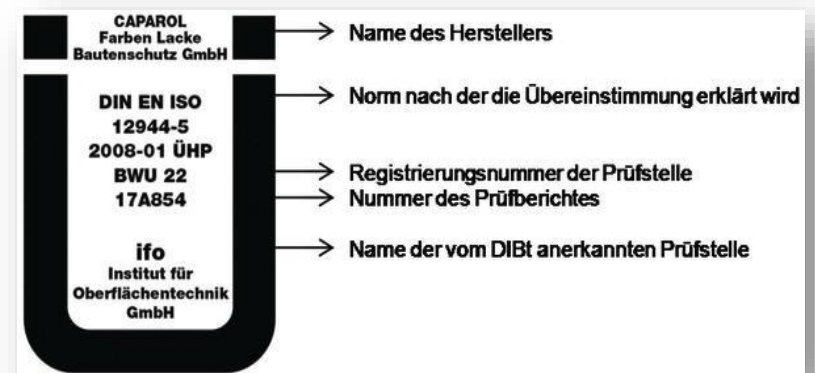 CAPAROL
Farben Lacke
Bautenschutz GmbH
Name des Herstellers
DIN EN ISO
12944-5
2008-01 ÜHP
BWU 22
17A854
Norm nach der die Übereinstimmung erklärt wird
Registrierungsnummer der Prüfstelle
Nummer des Prüfberichtes
ifo
Institut für
Oberflächentechnik
GmbH
Name der vom DIBt anerkannten Prüfstelle